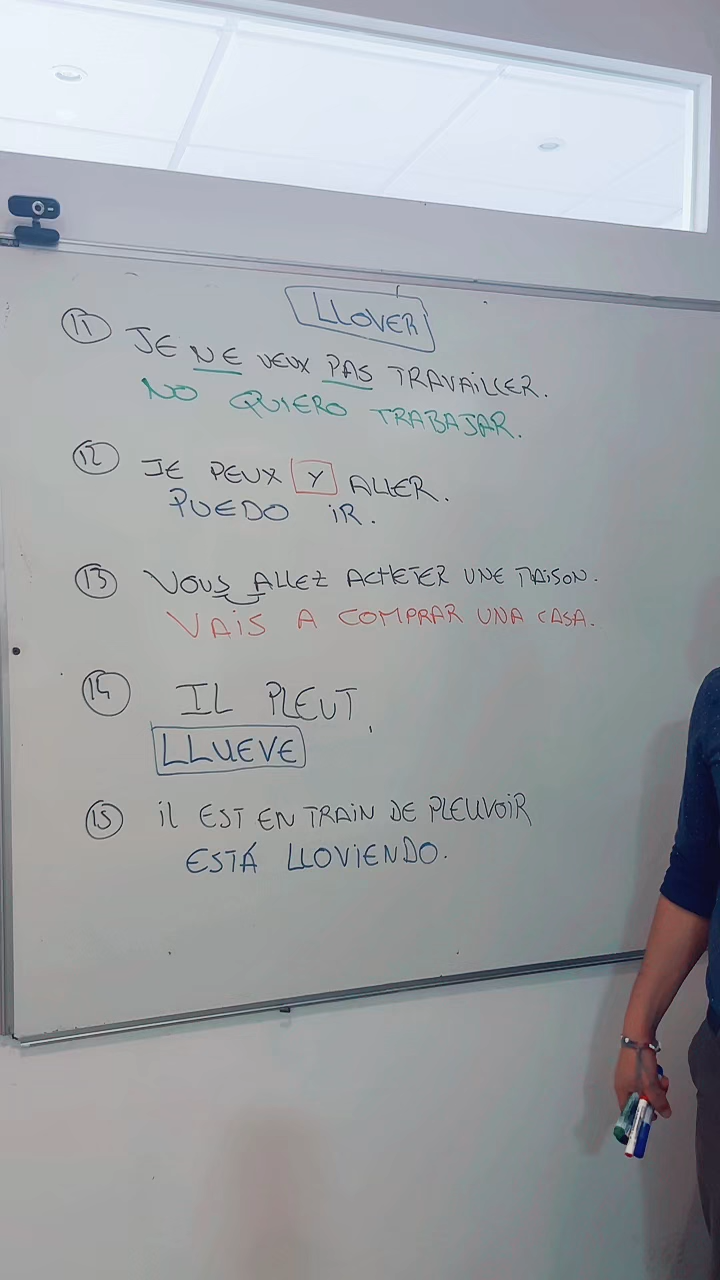 LLOVER
11 JE NE VEUX PAS TRAVAILLER.
NO QUIERO TRABAJAR.
12 JE PEUX Y ALLER.
PUEDO iR.
13 VOUS ALLEZ ACHETER UNE MAiSON.
VAiS A COMPRAR UNA CASA.
14 IL PLEUT.
LLUEVE
15 iL EST EN TRAIN DE PLEUVOIR
ESTÁ LLOVIENDO.